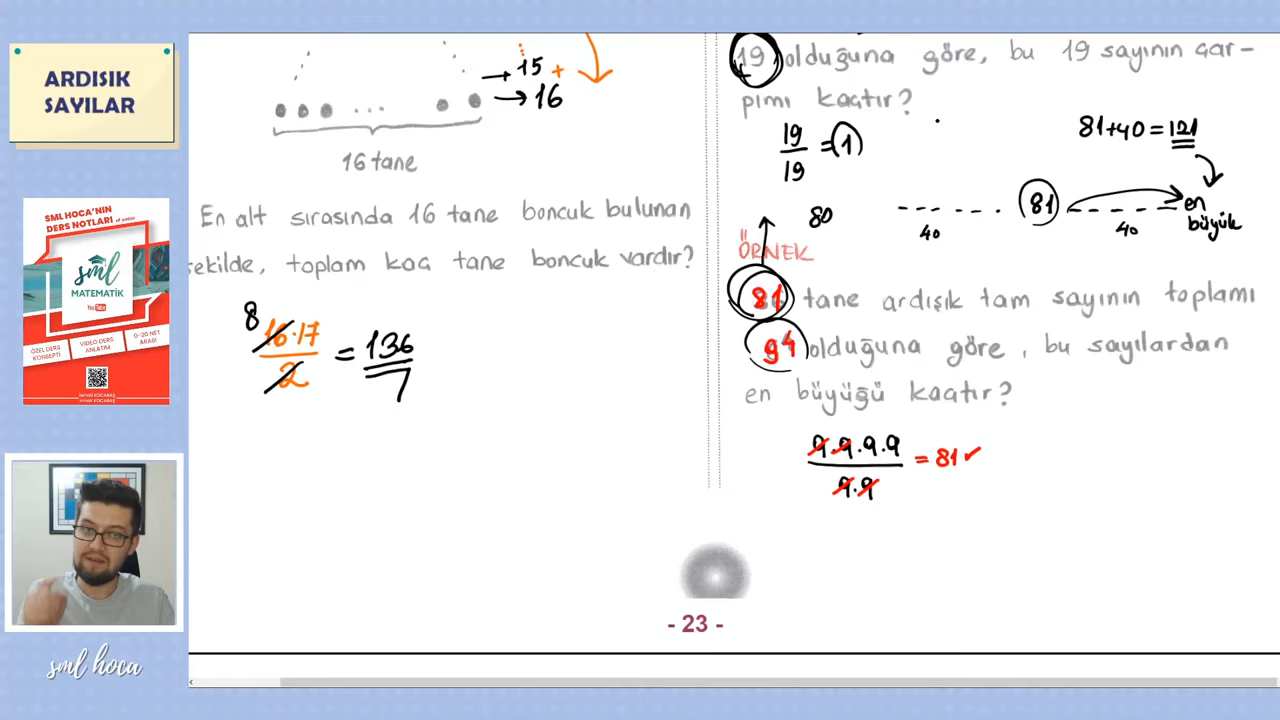 ARDISIK
SAYILAR
SML HOCA'NIN
DERS NOTLARI
sml
MATEMATİK
YouTube
ÖZEL DERS
KONSEPTİ
VİDEO DERS
ANLATIM
0-20 NET
ARASI
sml hoca
15 +
16
16 tane
En alt sırasında 16 tane boncuk bulunan
şekilde, toplam kaç tane boncuk vardır?
8
16·17
2
= 136
19 olduğuna göre, bu 19 sayının çar-
pımı kaçtır?
19
19
= 1
81+40=121
80
81
en
büyük
40
40
ÖRNEK
81 tane ardışık tam sayının toplamı
9⁴ olduğuna göre, bu sayılardan
en büyüğü kaçtır?
9·9·9·9
9·9
= 81 ✓
- 23 -